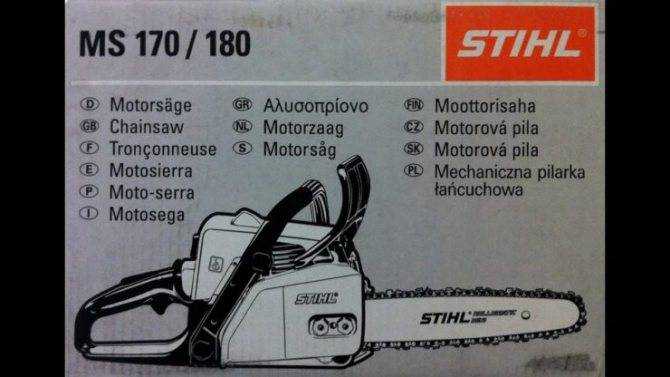 MS 170 / 180
STIHL
D Motorsäge
GB Chainsaw
F Tronçonneuse
E Motosierra
P Moto-serra
I Motosega
GR Αλυσοπρίονο
NL Motorzaag
S Motorsåg
FIN Moottorisaha
CZ Motorová pila
SK Motorová pila
PL Mechaniczna pilarka
łańcuchowa
STIHL
STIHL ROLLOMATIC